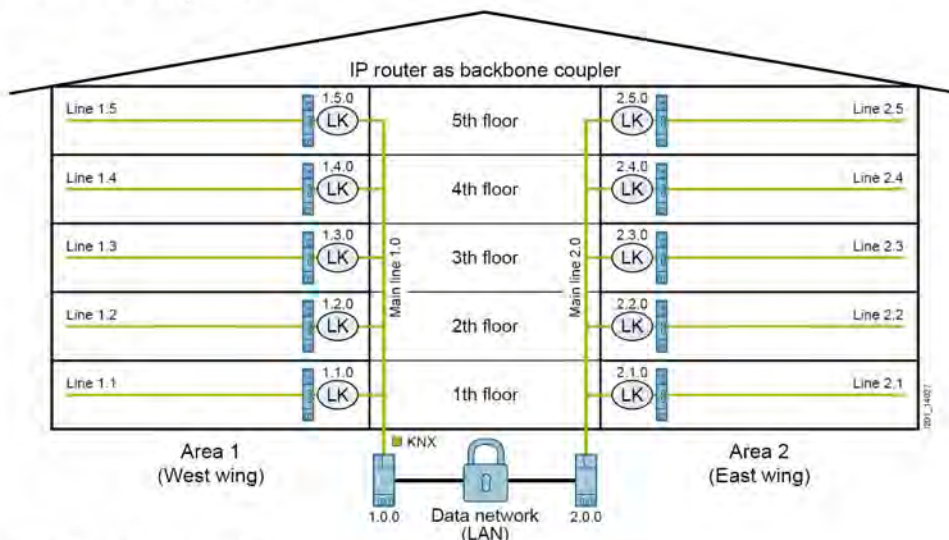 IP router as backbone coupler
Line 1.5
1.5.0
LK
5th floor
2.5.0
LK
Line 2.5
Line 1.4
1.4.0
LK
4th floor
2.4.0
LK
Line 2.4
Line 1.3
1.3.0
LK
Main line 1.0
3th floor
Main line 2.0
2.3.0
LK
Line 2.3
Line 1.2
1.2.0
LK
2th floor
2.2.0
LK
Line 2.2
Line 1.1
1.1.0
LK
1th floor
2.1.0
LK
Line 2.1
Area 1
(West wing)
KNX
Area 2
(East wing)
1.0.0
Data network
(LAN)
2.0.0